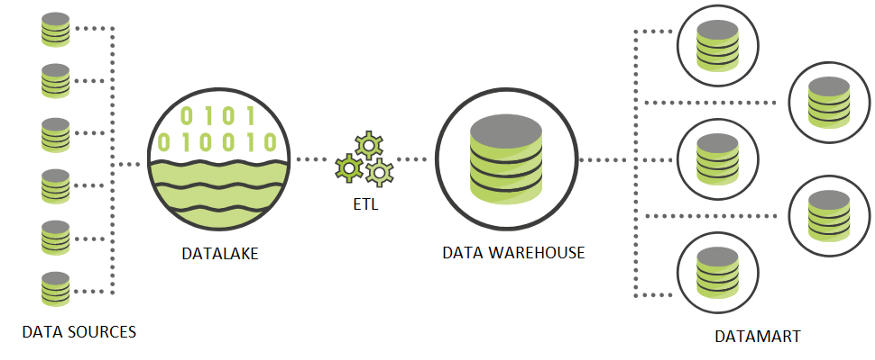 0101
010010
ETL
DATALAKE
DATA WAREHOUSE
DATA SOURCES
DATAMART